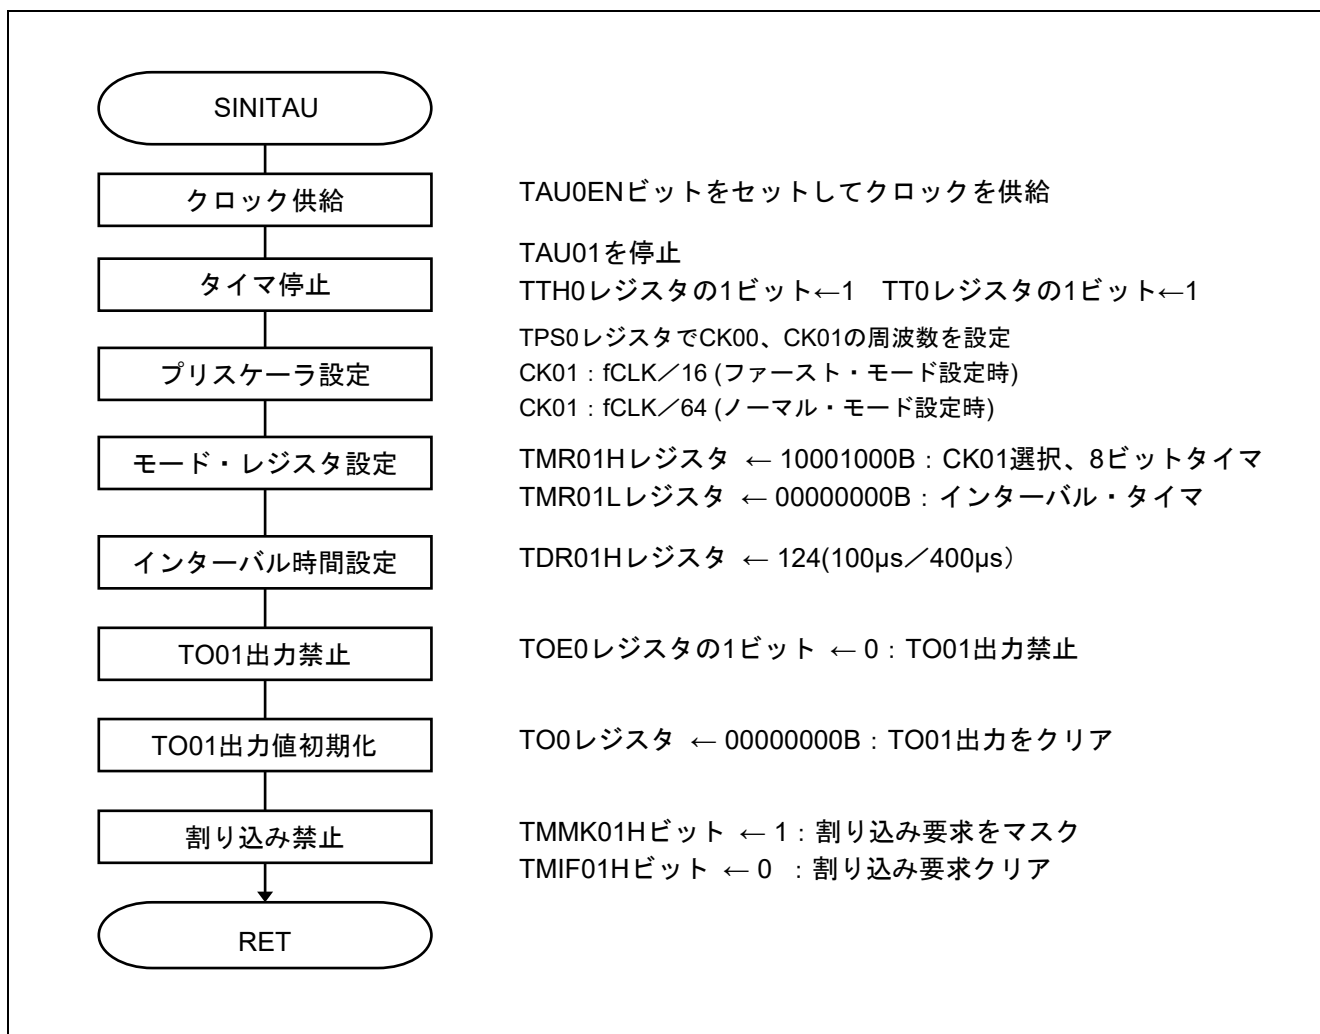 SINITAU
クロック供給
TAU0ENビットをセットしてクロックを供給
タイマ停止
TAU01を停止
TTH0レジスタの1ビット←1 TT0レジスタの1ビット←1
プリスケーラ設定
TPS0レジスタでCK00、CK01の周波数を設定
CK01：fCLK／16 (ファースト・モード設定時)
CK01：fCLK／64 (ノーマル・モード設定時)
モード・レジスタ設定
TMR01Hレジスタ ← 10001000B：CK01選択、8ビットタイマ
TMR01Lレジスタ ← 00000000B：インターバル・タイマ
インターバル時間設定
TDR01Hレジスタ ← 124(100µs／400µs）
TO01出力禁止
TOE0レジスタの1ビット ← 0：TO01出力禁止
TO01出力値初期化
TO0レジスタ ← 00000000B：TO01出力をクリア
割り込み禁止
TMMK01Hビット ← 1：割り込み要求をマスク
TMIF01Hビット ← 0 ：割り込み要求クリア
RET